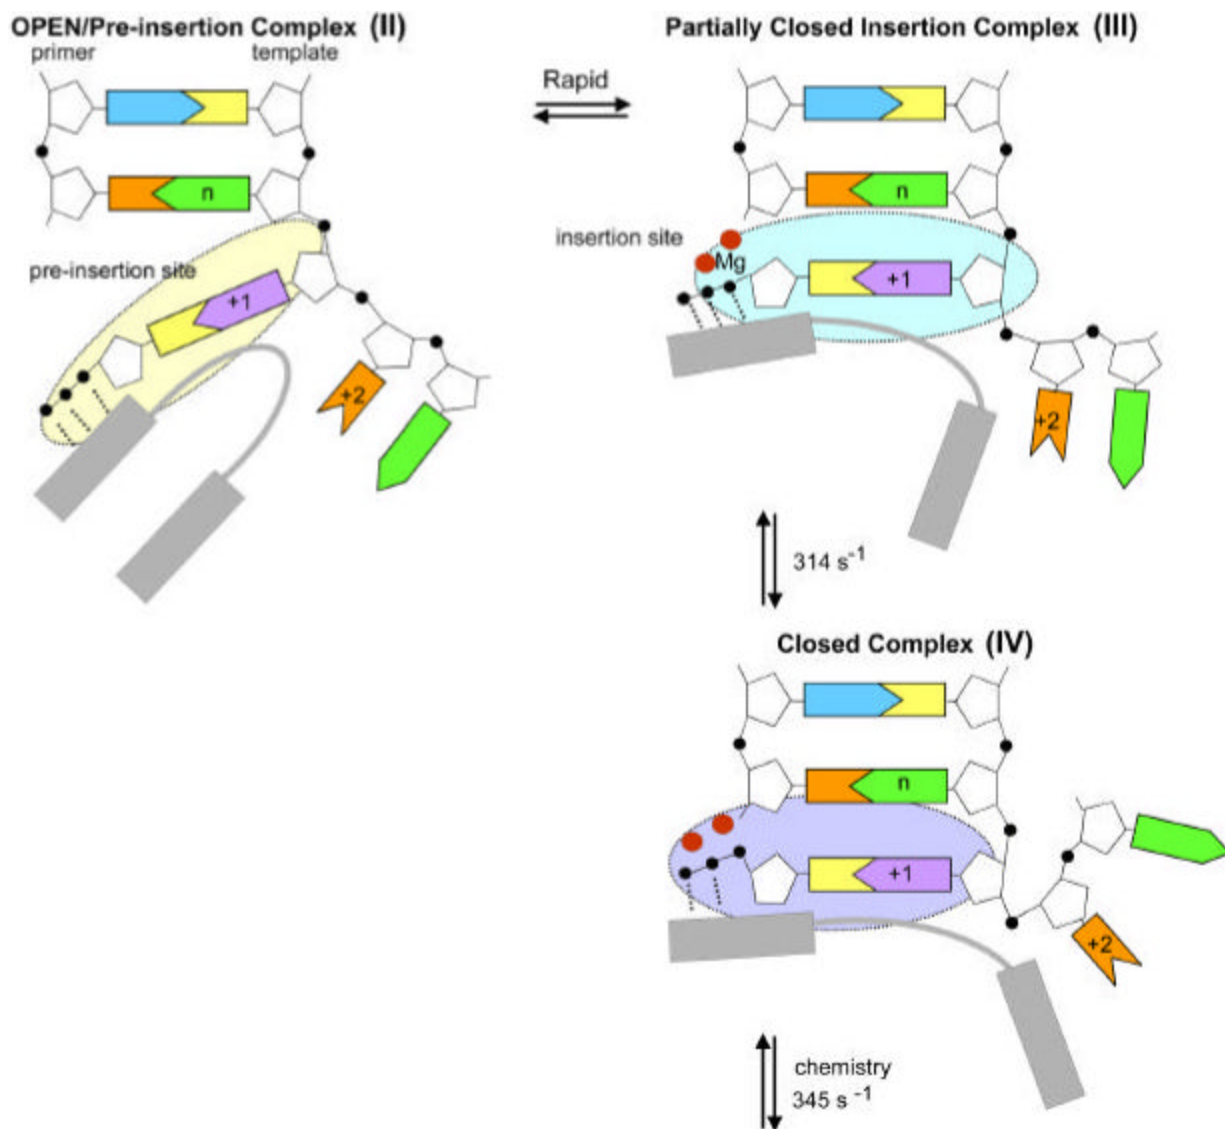 OPEN/Pre-insertion Complex (II)
primer template
n
pre-insertion site
+1
+2
Rapid
Partially Closed Insertion Complex (III)
n
insertion site
Mg
+1
+2
314 s-1
Closed Complex (IV)
n
+1
+2
chemistry
345 s -1